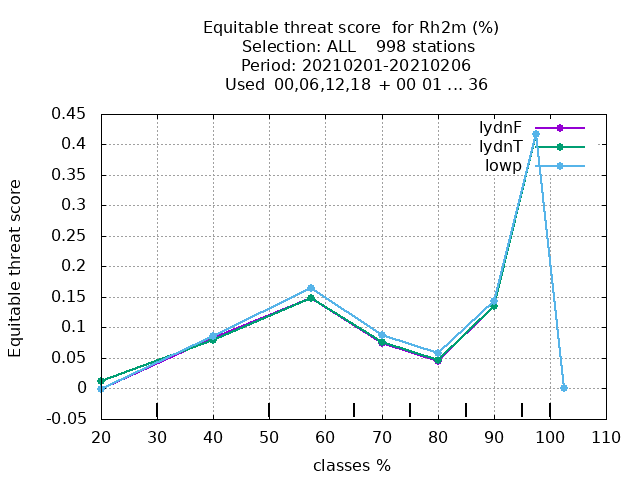 Equitable threat score  for Rh2m (%)
Selection: ALL    998 stations
Period: 20210201-20210206
Used  00,06,12,18  + 00 01 ... 36
0.45
0.4
0.35
0.3
0.25
0.2
0.15
0.1
0.05
0
-0.05
Equitable threat score
lydnF
lydnT
lowp
20 30 40 50 60 70 80 90 100 110
classes %